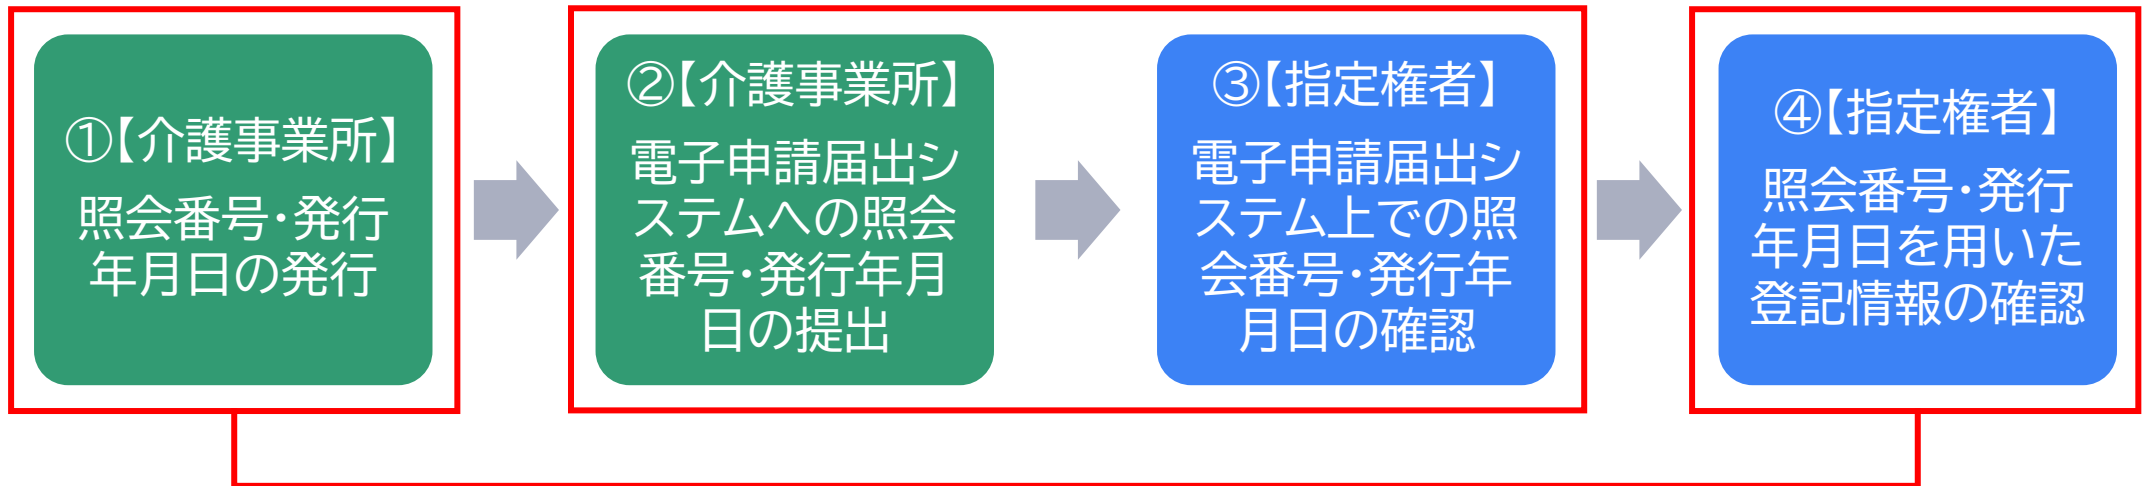 ①【介護事業所】
照会番号・発行
年月日の発行
②【介護事業所】
電子申請届出シ
ステムへの照会
番号・発行年月
日の提出
③【指定権者】
電子申請届出シ
ステム上での照
会番号・発行年
月日の確認
④【指定権者】
照会番号・発行
年月日を用いた
登記情報の確認